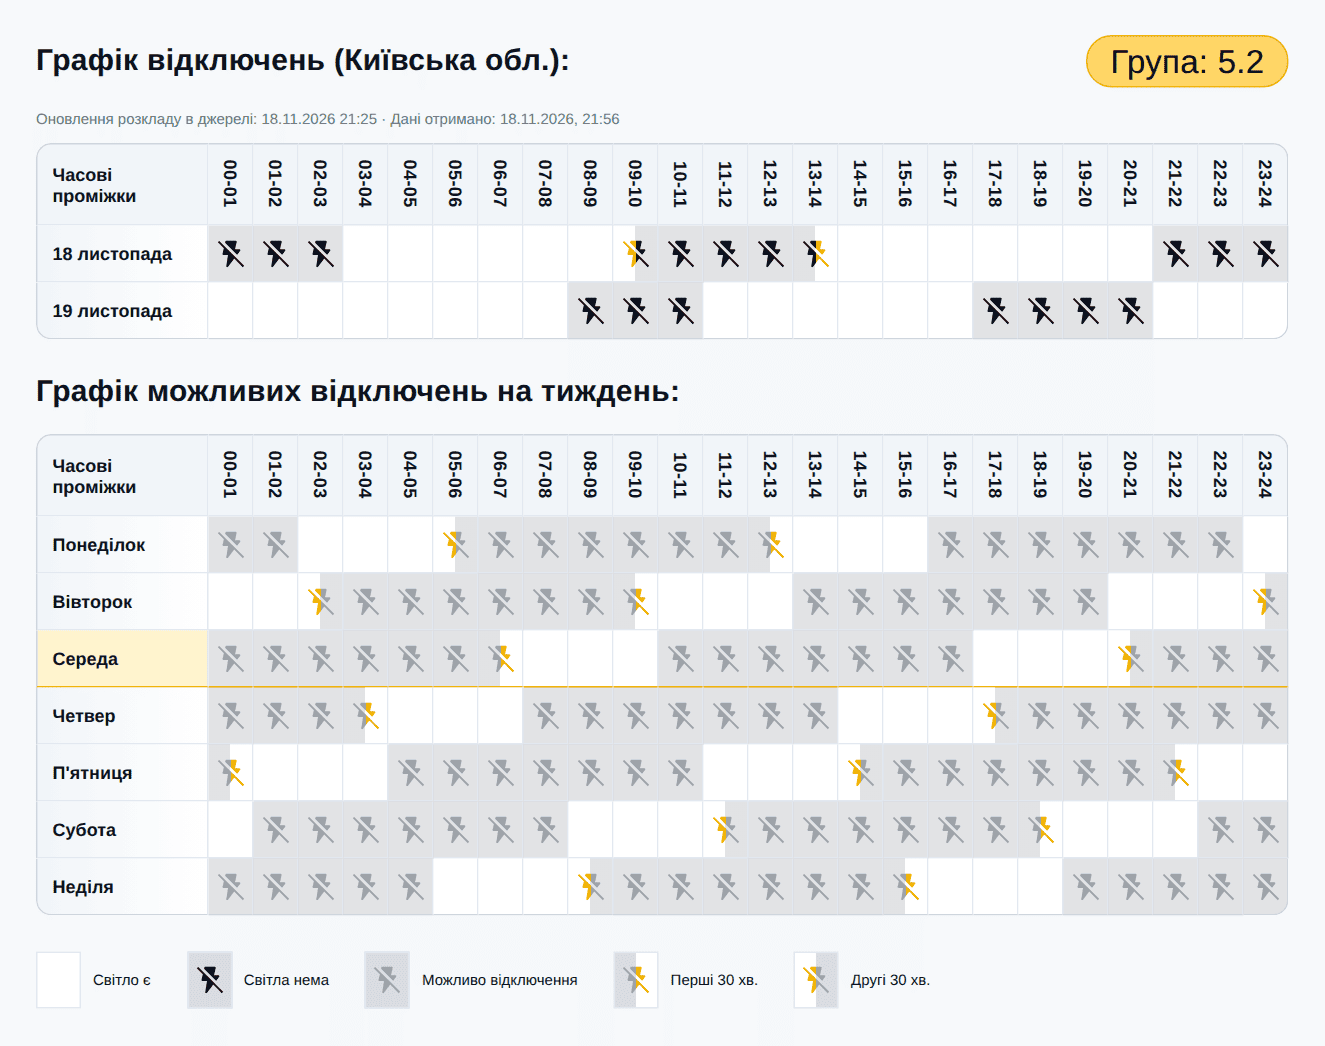 Графік відключень (Київська обл.):
Група: 5.2
Оновлення розкладу в джерелі: 18.11.2026 21:25 · Дані отримано: 18.11.2026, 21:56
Часові проміжки 00-01 01-02 02-03 03-04 04-05 05-06 06-07 07-08 08-09 09-10 10-11 11-12 12-13 13-14 14-15 15-16 16-17 17-18 18-19 19-20 20-21 21-22 22-23 23-24
18 листопада
19 листопада
Графік можливих відключень на тиждень:
Часові проміжки 00-01 01-02 02-03 03-04 04-05 05-06 06-07 07-08 08-09 09-10 10-11 11-12 12-13 13-14 14-15 15-16 16-17 17-18 18-19 19-20 20-21 21-22 22-23 23-24
Понеділок
Вівторок
Середа
Четвер
П'ятниця
Субота
Неділя
Світло є Світла нема Можливо відключення Перші 30 хв. Другі 30 хв.